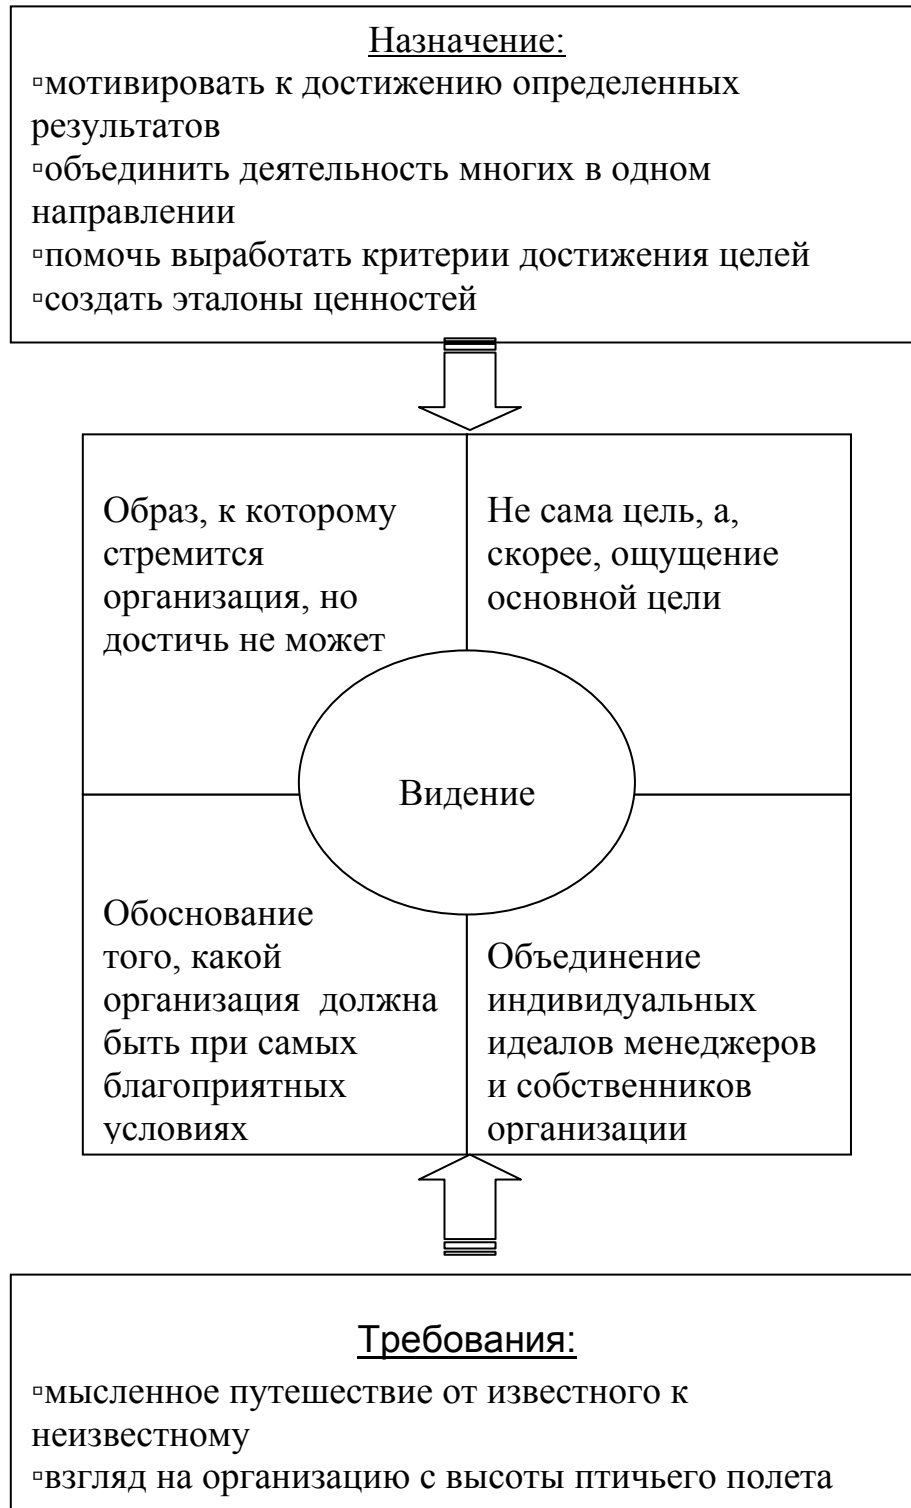 Назначение:
▫мотивировать к достижению определенных
результатов
▫объединить деятельность многих в одном
направлении
▫помочь выработать критерии достижения целей
▫создать эталоны ценностей
Образ, к которому
стремится
организация, но
достичь не может
Не сама цель, а,
скорее, ощущение
основной цели
Видение
Обоснование
того, какой
организация  должна
быть при самых
благоприятных
условиях
Объединение
индивидуальных
идеалов менеджеров
и собственников
организации
Требования:
▫мысленное путешествие от известного к
неизвестному
▫взгляд на организацию с высоты птичьего полета